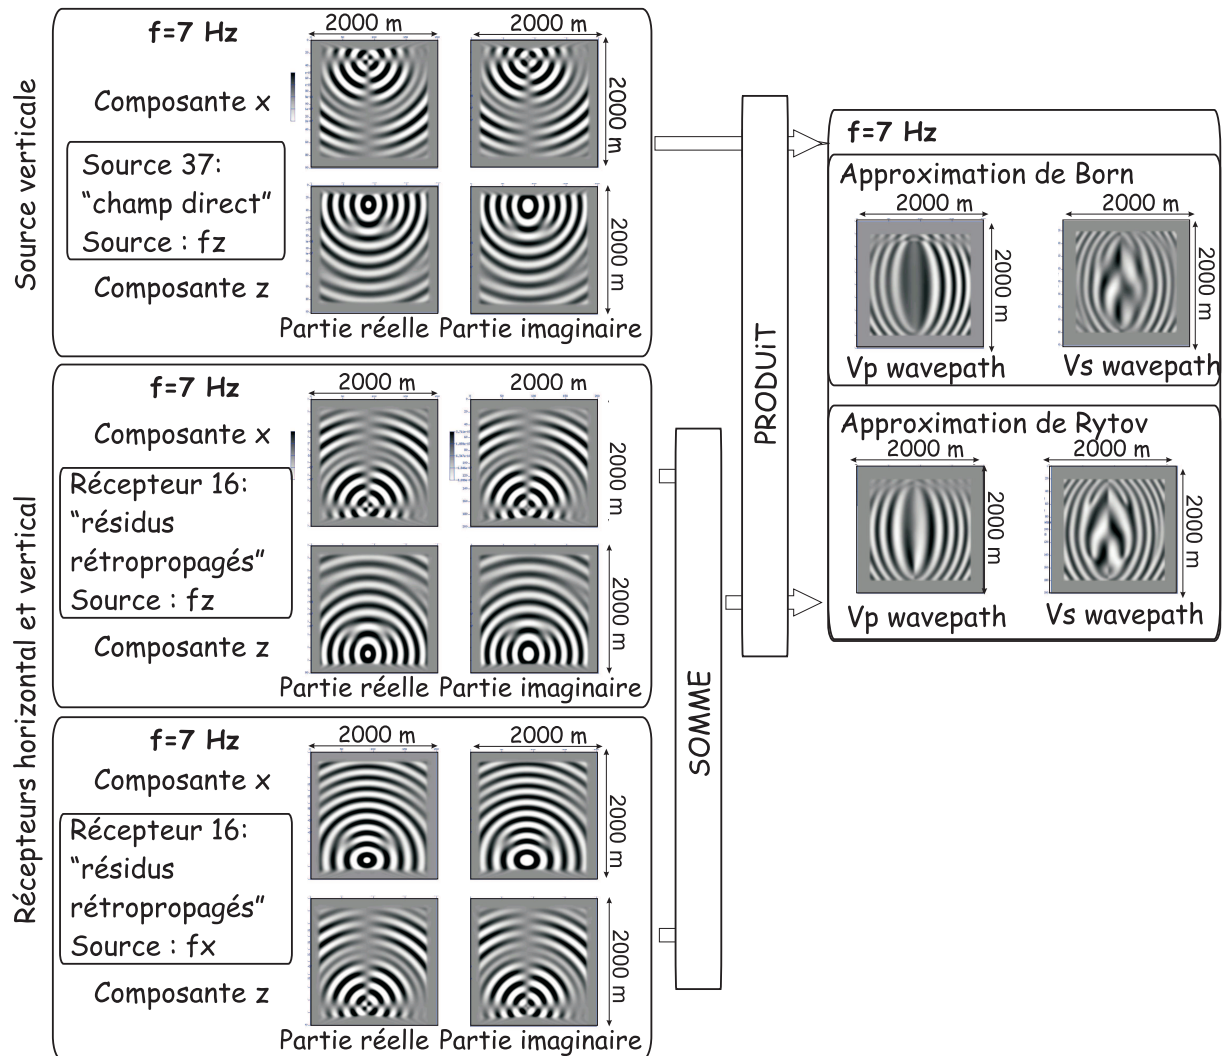 Source verticale
f=7 Hz
2000 m
2000 m
Composante x
2000 m
Source 37:
“champ direct”
Source : fz
2000 m
Composante z
Partie réelle
Partie imaginaire
Récepteurs horizontal et vertical
f=7 Hz
2000 m
2000 m
Composante x
2000 m
Récepteur 16:
“résidus
rétropropagés”
Source : fz
2000 m
Composante z
Partie réelle
Partie imaginaire
f=7 Hz
2000 m
2000 m
Composante x
2000 m
Récepteur 16:
“résidus
rétropropagés”
Source : fx
2000 m
Composante z
Partie réelle
Partie imaginaire
SOMME
PRODUiT
f=7 Hz
Approximation de Born
2000 m
2000 m
2000 m
2000 m
Vp wavepath
Vs wavepath
Approximation de Rytov
2000 m
2000 m
2000 m
2000 m
Vp wavepath
Vs wavepath